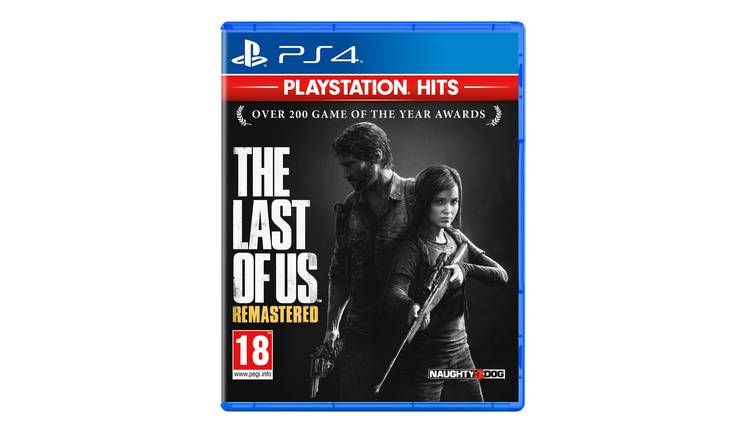 PS4
PLAYSTATION HITS
OVER 200 GAME OF THE YEAR AWARDS
THE
LAST
OF US™
REMASTERED
18
www.pegi.info
NAUGHTY DOG